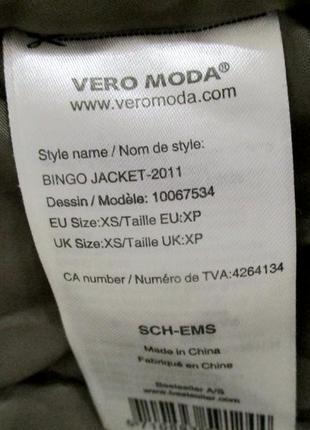 VERO MODA®
www.veromoda.com
Style name / Nom de style:
BINGO JACKET-2011
Dessin / Modèle: 10067534
EU Size:XS/Taille EU:XP
UK Size:XS/Taille UK:XP
CA number / Numéro de TVA:4264134
SCH-EMS
Made in China
Fabriqué en Chine
Bestseller A/S
www.bestseller.com